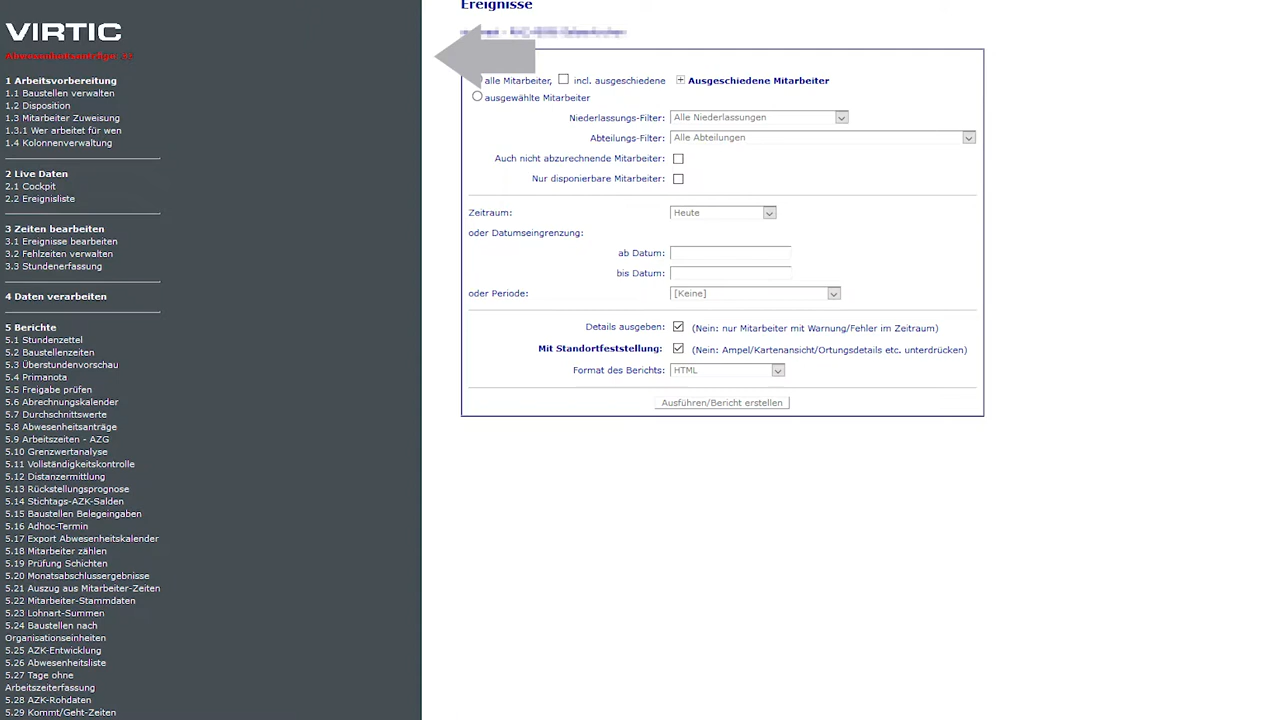 VIRTIC
1 Arbeitsvorbereitung
1.1 Baustellen verwalten
1.2 Disposition
1.3 Mitarbeiter Zuweisung
1.3.1 Wer arbeitet für wen
1.4 Kolonnenverwaltung
2 Live Daten
2.1 Cockpit
2.2 Ereignisliste
3 Zeiten bearbeiten
3.1 Ereignisse bearbeiten
3.2 Fehlzeiten verwalten
3.3 Stundenerfassung
4 Daten verarbeiten
5 Berichte
5.1 Stundenzettel
5.2 Baustellenzeiten
5.3 Überstundenvorschau
5.4 Primanota
5.5 Freigabe prüfen
5.6 Abrechnungskalender
5.7 Durchschnittswerte
5.8 Abwesenheitsanträge
5.9 Arbeitszeiten - AZG
5.10 Grenzwertanalyse
5.11 Vollständigkeitskontrolle
5.12 Distanzermittlung
5.13 Rückstellungsprognose
5.14 Stichtags-AZK-Salden
5.15 Baustellen Belegeingaben
5.16 Adhoc-Termin
5.17 Export Abwesenheitskalender
5.18 Mitarbeiter zählen
5.19 Prüfung Schichten
5.20 Monatsabschlussergebnisse
5.21 Auszug aus Mitarbeiter-Zeiten
5.22 Mitarbeiter-Stammdaten
5.23 Lohnart-Summen
5.24 Baustellen nach
Organisationseinheiten
5.25 AZK-Entwicklung
5.26 Abwesenheitsliste
5.27 Tage ohne
Arbeitszeiterfassung
5.28 AZK-Rohdaten
5.29 Kommt/Geht-Zeiten
Ereignisse
alle Mitarbeiter, incl. ausgeschiedene Ausgeschiedene Mitarbeiter
ausgewählte Mitarbeiter
Niederlassungs-Filter: Alle Niederlassungen
Abteilungs-Filter: Alle Abteilungen
Auch nicht abzurechnende Mitarbeiter:
Nur disponierbare Mitarbeiter:
Zeitraum: Heute
oder Datumseingrenzung:
ab Datum:
bis Datum:
oder Periode: [Keine]
Details ausgeben: (Nein: nur Mitarbeiter mit Warnung/Fehler im Zeitraum)
Mit Standortfeststellung: (Nein: Ampel/Kartenansicht/Ortungsdetails etc. unterdrücken)
Format des Berichts: HTML
Ausführen/Bericht erstellen